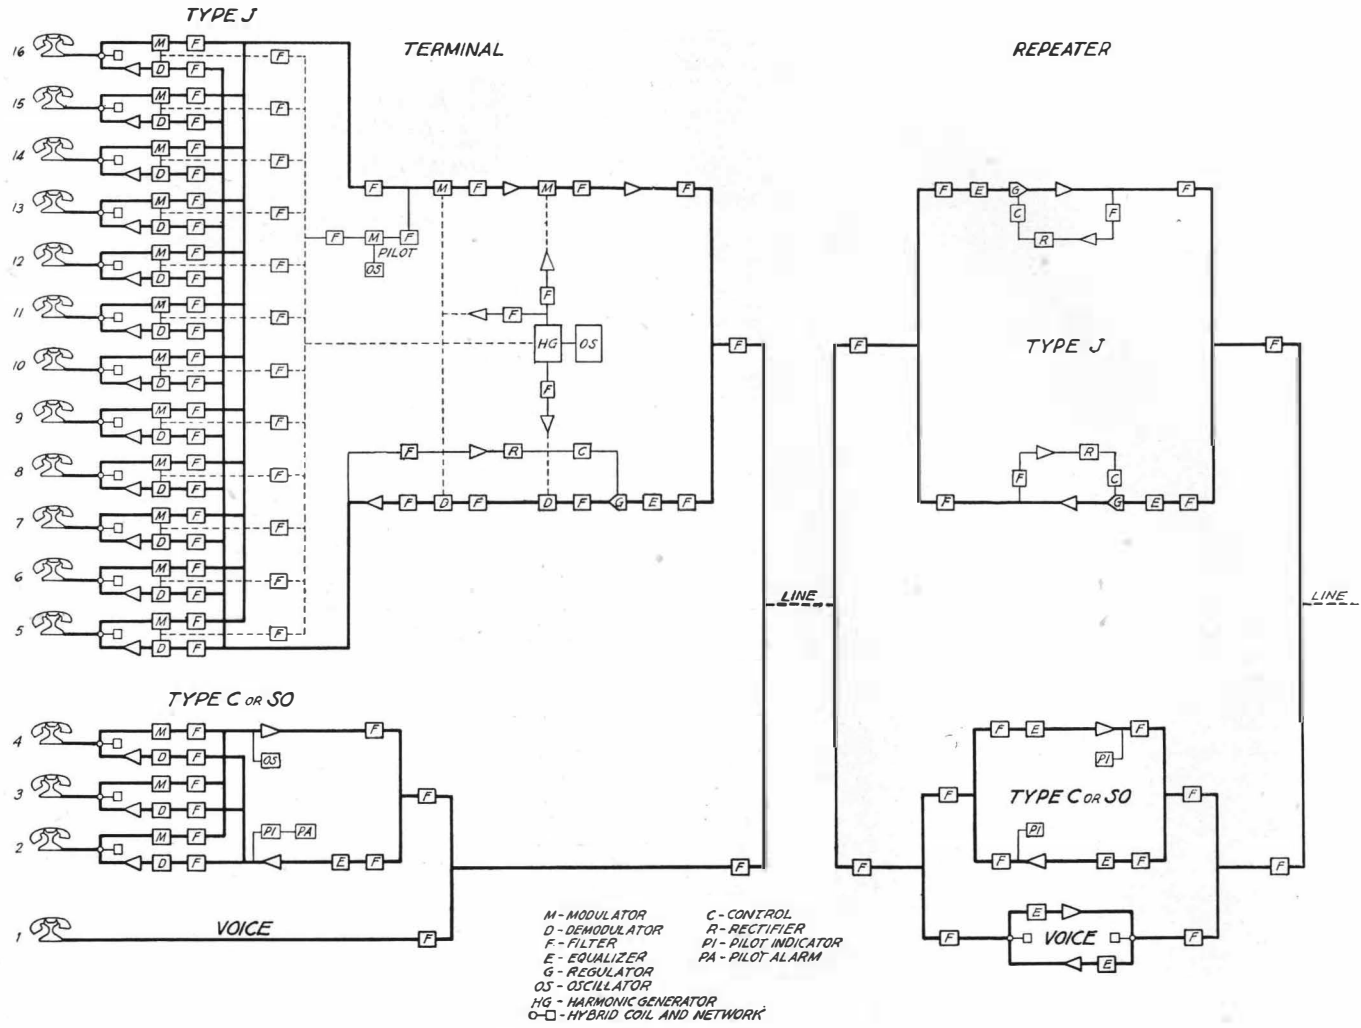 TYPE J
TERMINAL
REPEATER
16 M F F
D F
15 M F F
D F
14 M F F
D F
13 M F F
D F
12 M F F
D F
11 M F F
D F
10 M F F
D F
9 M F F
D F
8 M F F
D F
7 M F F
D F
6 M F F
D F
5 M F F
D F
F M F M F F
F M F
PILOT
OS
F
F
HG OS
F
F
F R C
F D F D F G E F
LINE
F E G F
C F
R
F TYPE J F
R
F C
F G E F
LINE
TYPE C OR SO
4 M F F
D F OS
3 M F
D F F
2 M F PI PA
D F E F
F
1 VOICE F
F E F
PI
F TYPE C OR SO F
PI
F E F
F F
E
F VOICE F
E
M - MODULATOR
D - DEMODULATOR
F - FILTER
E - EQUALIZER
G - REGULATOR
OS - OSCILLATOR
HG - HARMONIC GENERATOR
- HYBRID COIL AND NETWORK
C - CONTROL
R - RECTIFIER
PI - PILOT INDICATOR
PA - PILOT ALARM